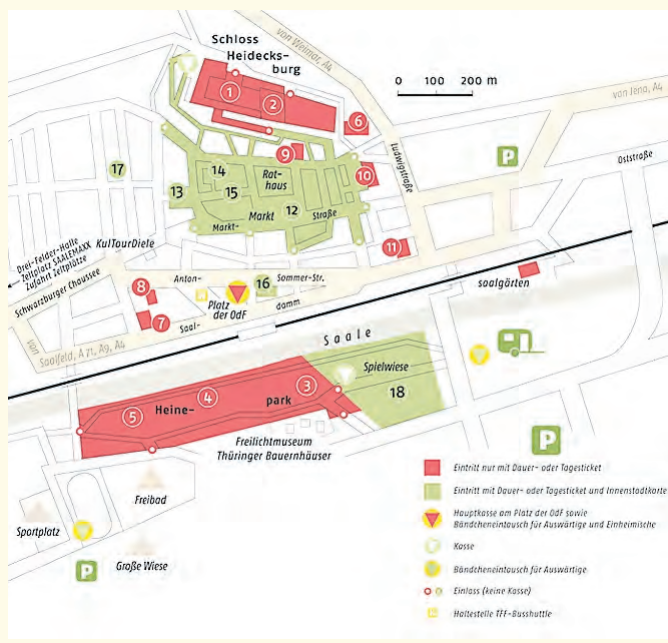 Schloss
Heidecks-
burg
von Weimar, A4
0 100 200 m
von Jena, A4
1
2
6
P
Oststraße
Ludwigstraße
9
17
14
Rat-
haus
10
13
15
12
Markt
Straße
Markt-
11
KulTourDiele
Drei-Felder-Halle
Zeltplatz SAALEMAXX
Zufahrt Zeltplätze
Schwarzburger Chaussee
Anton-
Sommer-Str.
saalgärten
8
16
Platz
der OdF
7
Saal-
damm
von
Saalfeld, A 71, A9, A4
Saale
Spielwiese
3
4
18
5
Heine-
park
Freilichtmuseum
Thüringer Bauernhäuser
P
Freibad
Sportplatz
P
Große Wiese
Eintritt nur mit Dauer- oder Tagesticket
Eintritt mit Dauer- oder Tagesticket und Innenstadtkarte
Hauptkasse am Platz der OdF sowie
Bändcheneintausch für Auswärtige und Einheimische
Kasse
Bändcheneintausch für Auswärtige
Einlass (keine Kasse)
Haltestelle TFF-Busshuttle